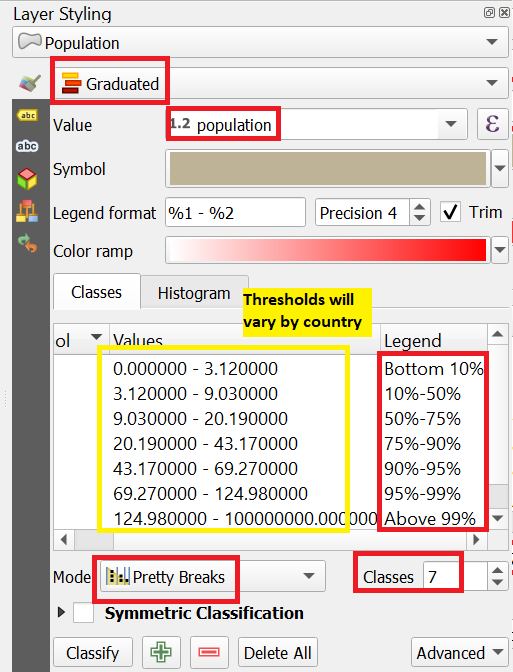 Layer Styling
Population
Graduated
abc
Value 1.2 population ε
abc
Symbol
Legend format %1 - %2 Precision 4 Trim
Color ramp
Classes Histogram
Thresholds will
vary by country
ol Values Legend
0.000000 - 3.120000 Bottom 10%
3.120000 - 9.030000 10%-50%
9.030000 - 20.190000 50%-75%
20.190000 - 43.170000 75%-90%
43.170000 - 69.270000 90%-95%
69.270000 - 124.980000 95%-99%
124.980000 - 100000000.000000 Above 99%
Mode Pretty Breaks Classes 7
Symmetric Classification
Classify Delete All Advanced